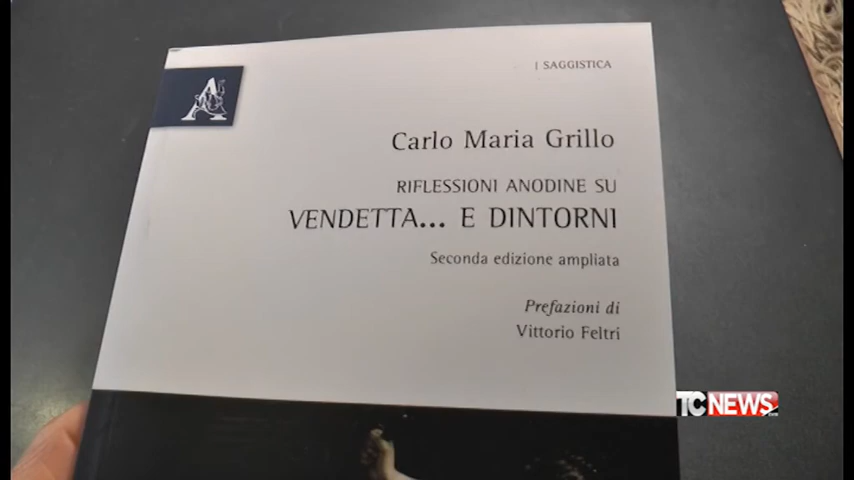 | SAGGISTICA
Carlo Maria Grillo
RIFLESSIONI ANODINE SU
VENDETTA... E DINTORNI
Seconda edizione ampliata
Prefazioni di
Vittorio Feltri
TCNEWS